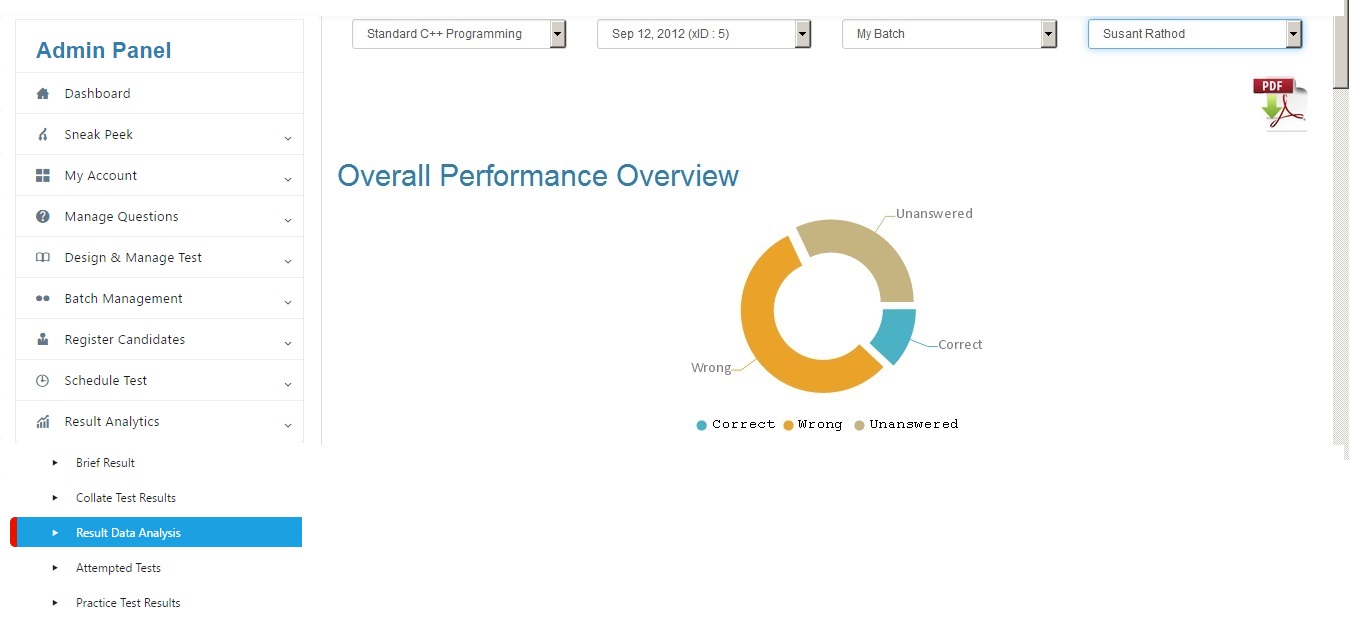 Standard C++ Programming
Sep 12, 2012 (xID : 5)
My Batch
Susant Rathod
Admin Panel
Dashboard
Sneak Peek
My Account
Manage Questions
Design & Manage Test
Batch Management
Register Candidates
Schedule Test
Result Analytics
Brief Result
Collate Test Results
Result Data Analysis
Attempted Tests
Practice Test Results
PDF
Overall Performance Overview
Unanswered
Correct
Wrong
Correct Wrong Unanswered